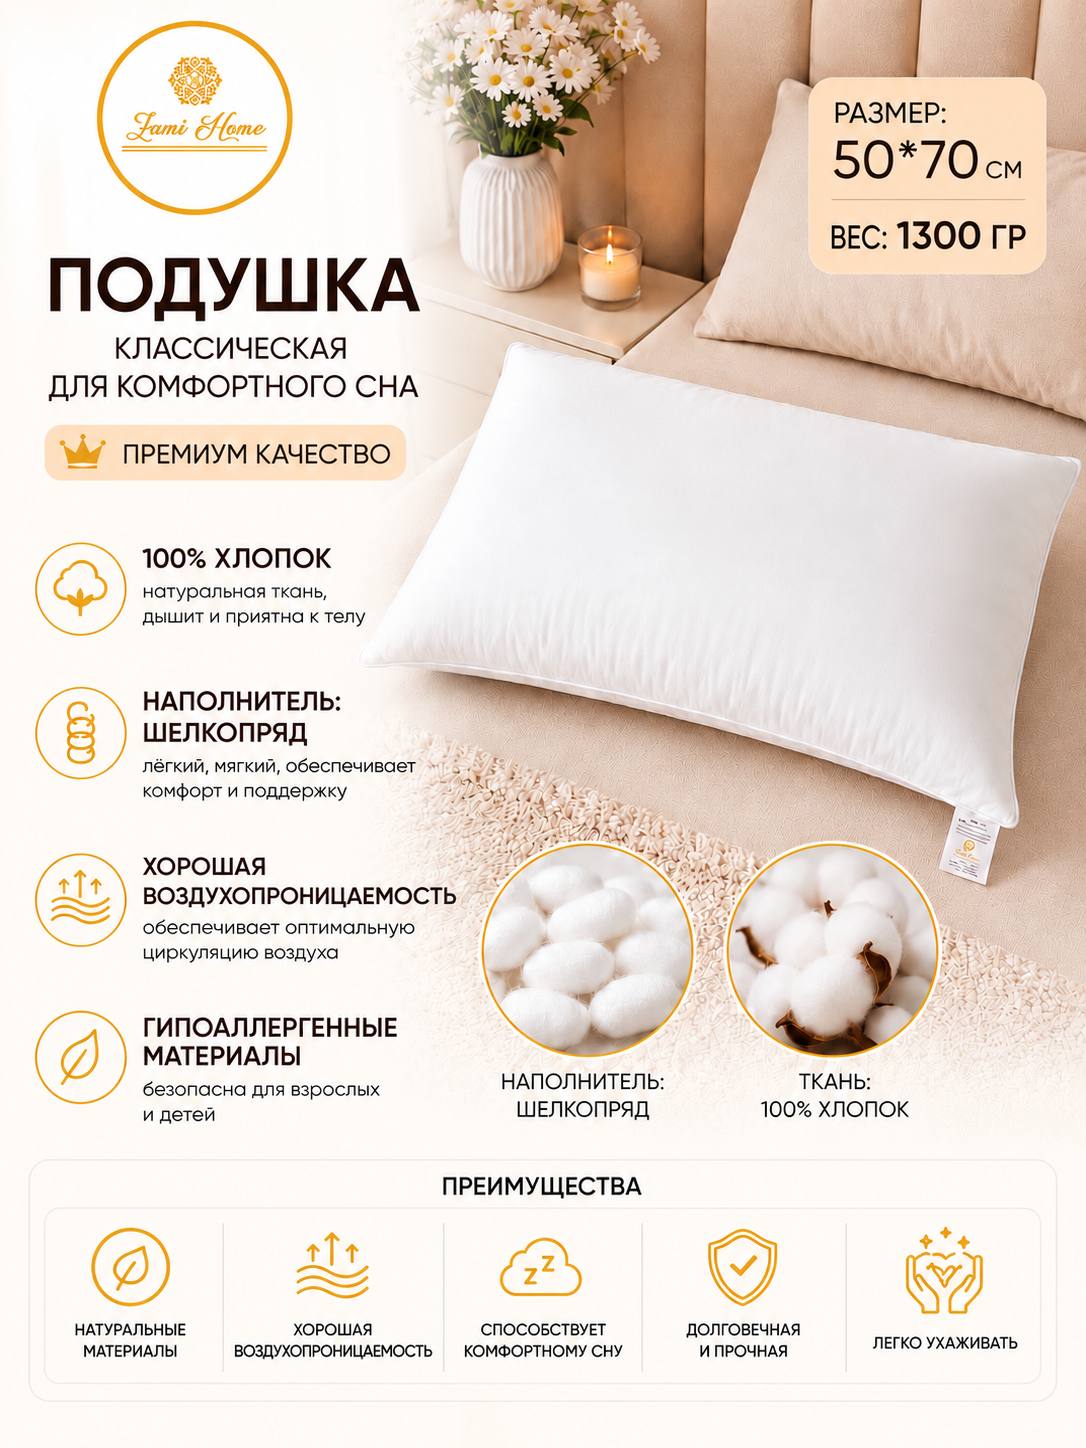 Zami Home
РАЗМЕР:
50*70 СМ
ВЕС: 1300 ГР
ПОДУШКА
КЛАССИЧЕСКАЯ
ДЛЯ КОМФОРТНОГО СНА
ПРЕМИУМ КАЧЕСТВО
100% ХЛОПОК
натуральная ткань,
дышит и приятна к телу
НАПОЛНИТЕЛЬ:
ШЕЛКОПРЯД
лёгкий, мягкий, обеспечивает
комфорт и поддержку
ХОРОШАЯ
ВОЗДУХОПРОНИЦАЕМОСТЬ
обеспечивает оптимальную
циркуляцию воздуха
ГИПОАЛЛЕРГЕННЫЕ
МАТЕРИАЛЫ
безопасна для взрослых
и детей
НАПОЛНИТЕЛЬ:
ШЕЛКОПРЯД
ТКАНЬ:
100% ХЛОПОК
ПРЕИМУЩЕСТВА
НАТУРАЛЬНЫЕ
МАТЕРИАЛЫ
ХОРОШАЯ
ВОЗДУХОПРОНИЦАЕМОСТЬ
СПОСОБСТВУЕТ
КОМФОРТНОМУ СНУ
ДОЛГОВЕЧНАЯ
И ПРОЧНАЯ
ЛЕГКО УХАЖИВАТЬ